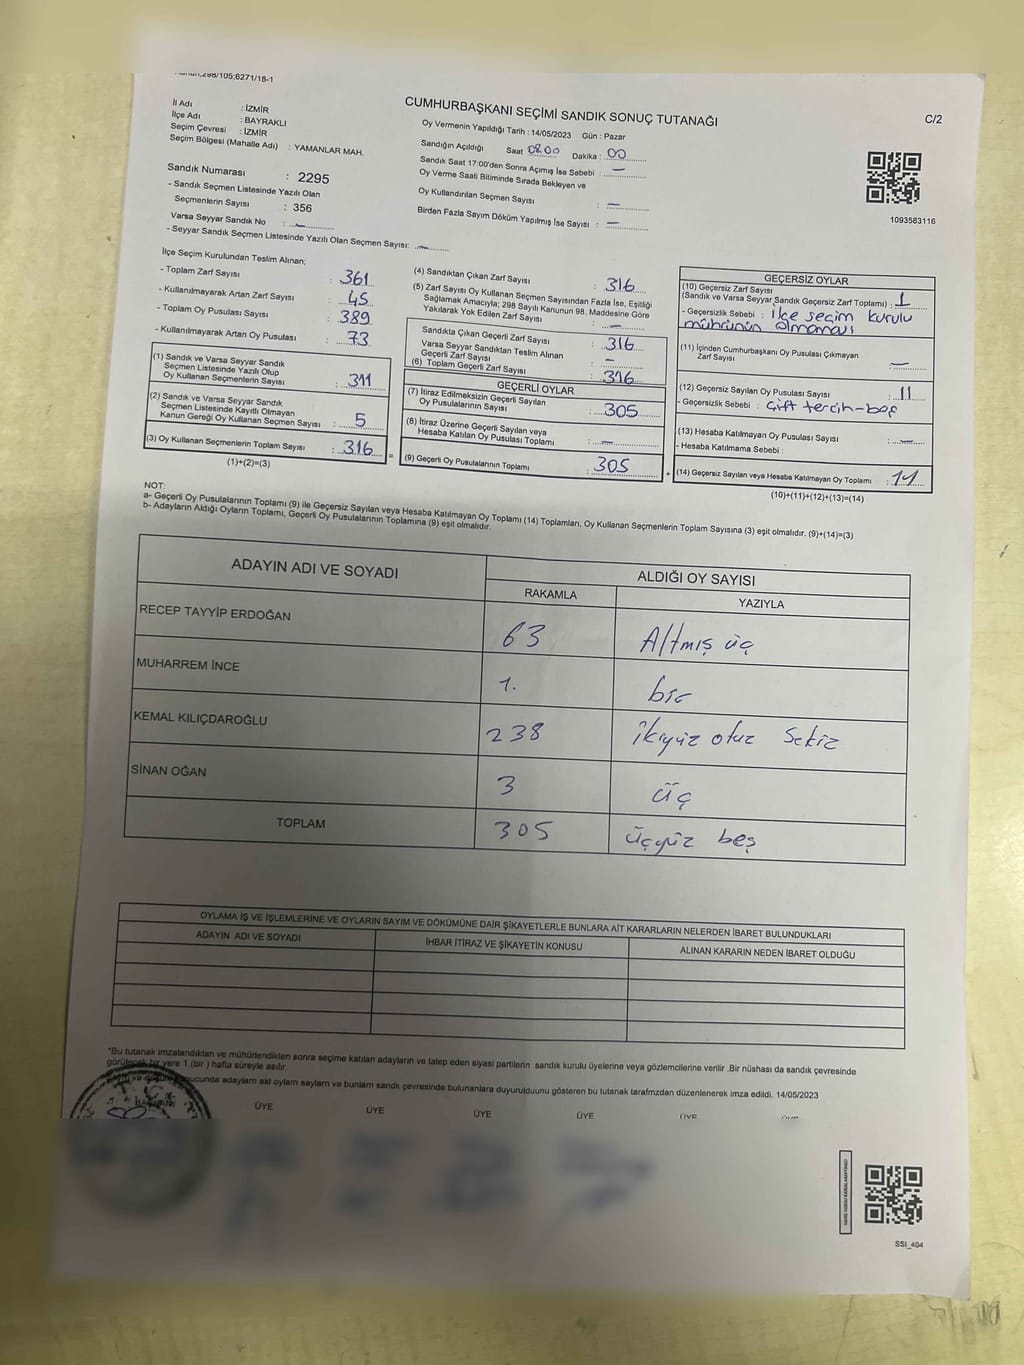 298/105;6271/18-1
CUMHURBAŞKANI SEÇİMİ SANDIK SONUÇ TUTANAĞI
C/2
İl Adı : İZMİR
İlçe Adı : BAYRAKLI
Seçim Çevresi : İZMİR
Seçim Bölgesi (Mahalle Adı) : YAMANLAR MAH.
Sandık Numarası : 2295
- Sandık Seçmen Listesinde Yazılı Olan
Seçmenlerin Sayısı : 356
Varsa Seyyar Sandık No : —
- Seyyar Sandık Seçmen Listesinde Yazılı Olan Seçmen Sayısı: —
Oy Vermenin Yapıldığı Tarih : 14/05/2023 Gün : Pazar
Sandığın Açıldığı Saat 08.00 Dakika : 00
Sandık Saat 17:00'den Sonra Açımış İse Sebebi : —
Oy Verme Saati Bitiminde Sırada Bekleyen ve
Oy Kullandırılan Seçmen Sayısı : —
Birden Fazla Sayım Döküm Yapılmış İse Sayısı : —
1093583116
İlçe Seçim Kurulundan Teslim Alınan;
- Toplam Zarf Sayısı : 361
- Kullanılmayarak Artan Zarf Sayısı : 45
- Toplam Oy Pusulası Sayısı : 389
- Kullanılmayarak Artan Oy Pusulası : 73
(1) Sandık ve Varsa Seyyar Sandık
Seçmen Listesinde Yazılı Olup
Oy Kullanan Seçmenlerin Sayısı : 311
(2) Sandık ve Varsa Seyyar Sandık
Seçmen Listesinde Kayıtlı Olmayan
Kanun Gereği Oy Kullanan Seçmen Sayısı : 5
(3) Oy Kullanan Seçmenlerin Toplam Sayısı : 316
(1)+(2)=(3)
(4) Sandıktan Çıkan Zarf Sayısı : 316
(5) Zarf Sayısı Oy Kullanan Seçmen Sayısından Fazla İse, Eşitliği
Sağlamak Amacıyla; 298 Sayılı Kanunun 98. Maddesine Göre
Yakılarak Yok Edilen Zarf Sayısı : —
Sandıkta Çıkan Geçerli Zarf Sayısı : 316
Varsa Seyyar Sandıktan Teslim Alınan
Geçerli Zarf Sayısı : —
(6) Toplam Geçerli Zarf Sayısı : 316
GEÇERLİ OYLAR
(7) İtiraz Edilmeksizin Geçerli Sayılan
Oy Pusulalarının Sayısı : 305
(8) İtiraz Üzerine Geçerli Sayılan veya
Hesaba Katılan Oy Pusulası Toplamı : —
(9) Geçerli Oy Pusulalarının Toplamı : 305
GEÇERSİZ OYLAR
(10) Geçersiz Zarf Sayısı
(Sandık ve Varsa Seyyar Sandık Geçersiz Zarf Toplamı) : 1
- Geçersizlik Sebebi : ilçe seçim kurulu
mührünün olmaması
(11) İçinden Cumhurbaşkanı Oy Pusulası Çıkmayan
Zarf Sayısı : —
(12) Geçersiz Sayılan Oy Pusulası Sayısı : 11
- Geçersizlik Sebebi : Çift tercih-boş
(13) Hesaba Katılmayan Oy Pusulası Sayısı : —
- Hesaba Katılmama Sebebi :
(14) Geçersiz Sayılan veya Hesaba Katılmayan Oy Toplamı : 11
(10)+(11)+(12)+(13)=(14)
NOT:
a- Geçerli Oy Pusulalarının Toplamı (9) ile Geçersiz Sayılan veya Hesaba Katılmayan Oy Toplamı (14) Toplamları, Oy Kullanan Seçmenlerin Toplam Sayısına (3) eşit olmalıdır. (9)+(14)=(3)
b- Adayların Aldığı Oyların Toplamı, Geçerli Oy Pusulalarının Toplamına (9) eşit olmalıdır.
ADAYIN ADI VE SOYADI ALDIĞI OY SAYISI
RAKAMLA YAZIYLA
RECEP TAYYİP ERDOĞAN 63 Altmış üç
MUHARREM İNCE 1. bir
KEMAL KILIÇDAROĞLU 238 ikiyüz otuz Sekiz
SİNAN OĞAN 3 üç
TOPLAM 305 üçyüz beş
OYLAMA İŞ VE İŞLEMLERİNE VE OYLARIN SAYIM VE DÖKÜMÜNE DAİR ŞİKAYETLERLE BUNLARA AİT KARARLARIN NELERDEN İBARET BULUNDUKLARI
ADAYIN ADI VE SOYADI İHBAR İTİRAZ VE ŞİKAYETİN KONUSU ALINAN KARARIN NEDEN İBARET OLDUĞU
*Bu tutanak imzalandıktan ve mühürlendikten sonra seçime katılan adayların ve talep eden siyasi partilerin sandık kurulu üyelerine veya gözlemcilerine verilir .Bir nüshası da sandık çevresinde
görülecek bir yere 1 (bir ) hafta süreyle asılır.
adayların ald oyların sayların ve bunların sandk çevresinde bulunanlara duyurulduunu gösteren bu tutanak tarafmzdan düzenlenerek imza edildi. 14/05/2023
BAŞKAN ÜYE ÜYE ÜYE ÜYE ÜYE
SSI_404